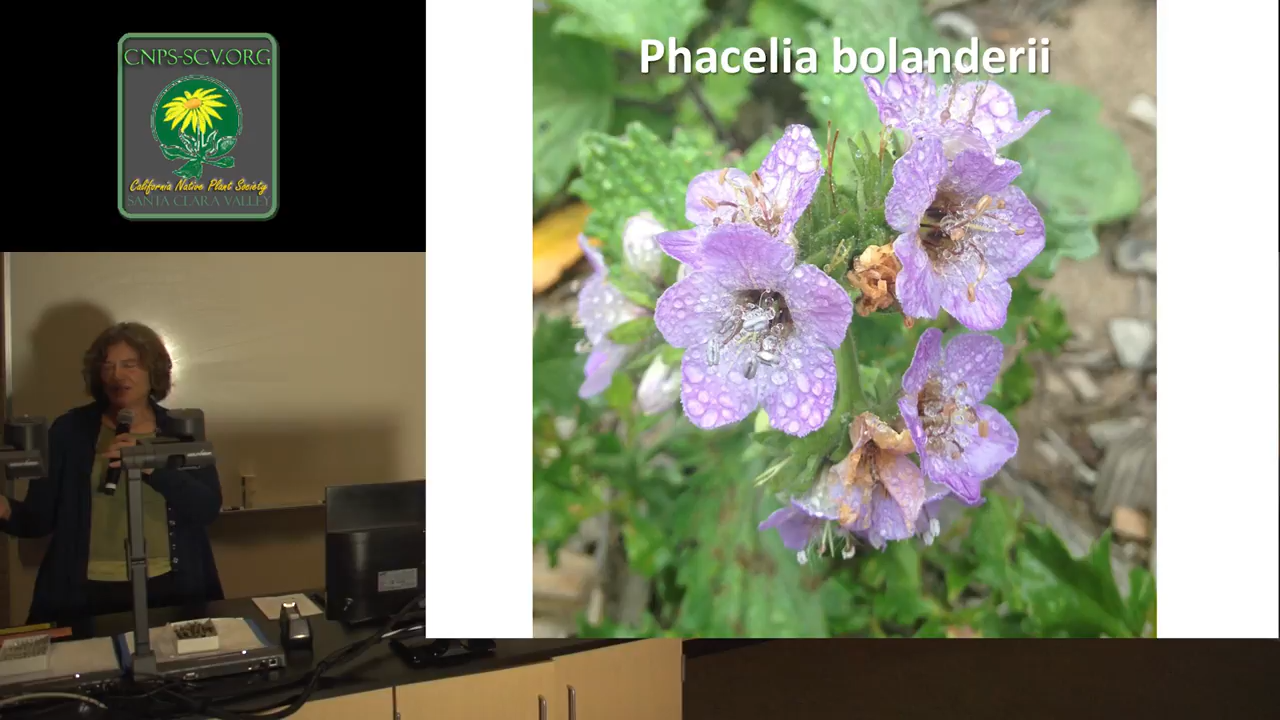 CNPS-SCV.ORG
California Native Plant Society
SANTA CLARA VALLEY
Phacelia bolanderii